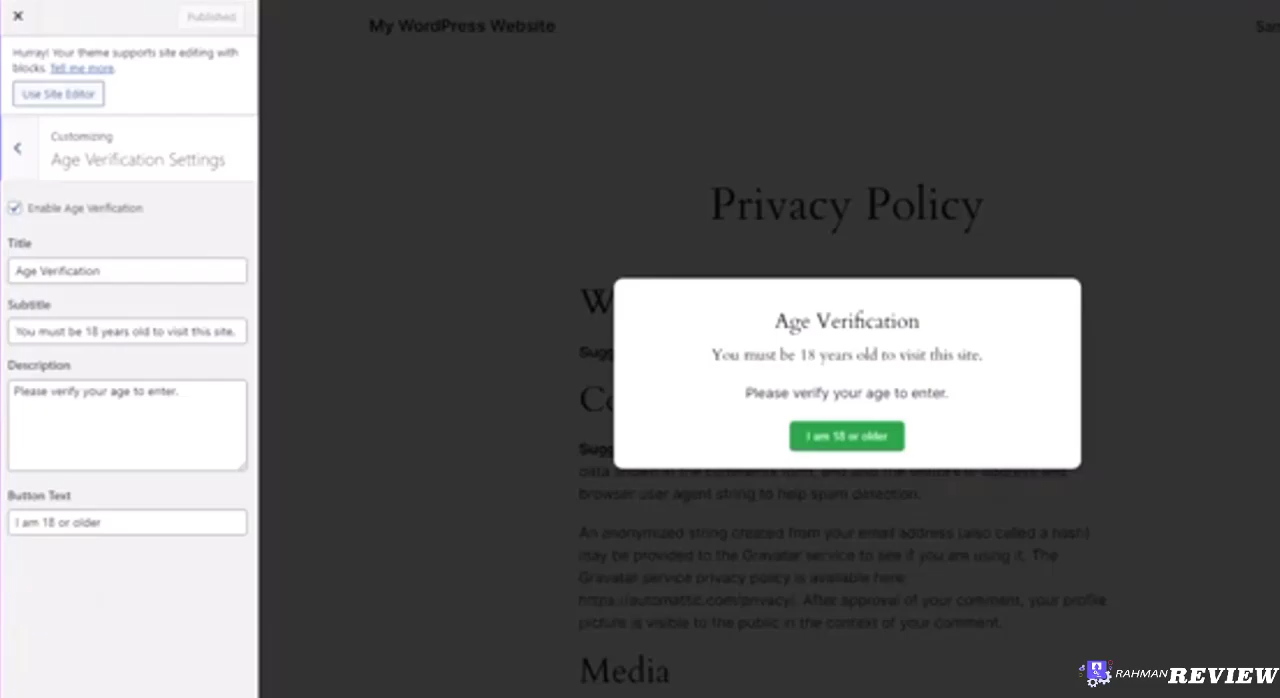 Published
Hurray! Your theme supports site editing with
blocks. Tell me more.
Use Site Editor
Customizing
Age Verification Settings
Enable Age Verification
Title
Age Verification
Subtitle
You must be 18 years old to visit this site.
Description
Please verify your age to enter.
Button Text
I am 18 or older
My WordPress Website
Privacy Policy
Age Verification
You must be 18 years old to visit this site.
Please verify your age to enter.
I am 18 or older
browser user agent string to help spam detection.
An anonymized string created from your email address (also called a hash)
may be provided to the Gravatar service to see if you are using it. The
Gravatar service privacy policy is available here:
https://automattic.com/privacy/. After approval of your comment, your profile
picture is visible to the public in the context of your comment.
Media
RAHMAN REVIEW